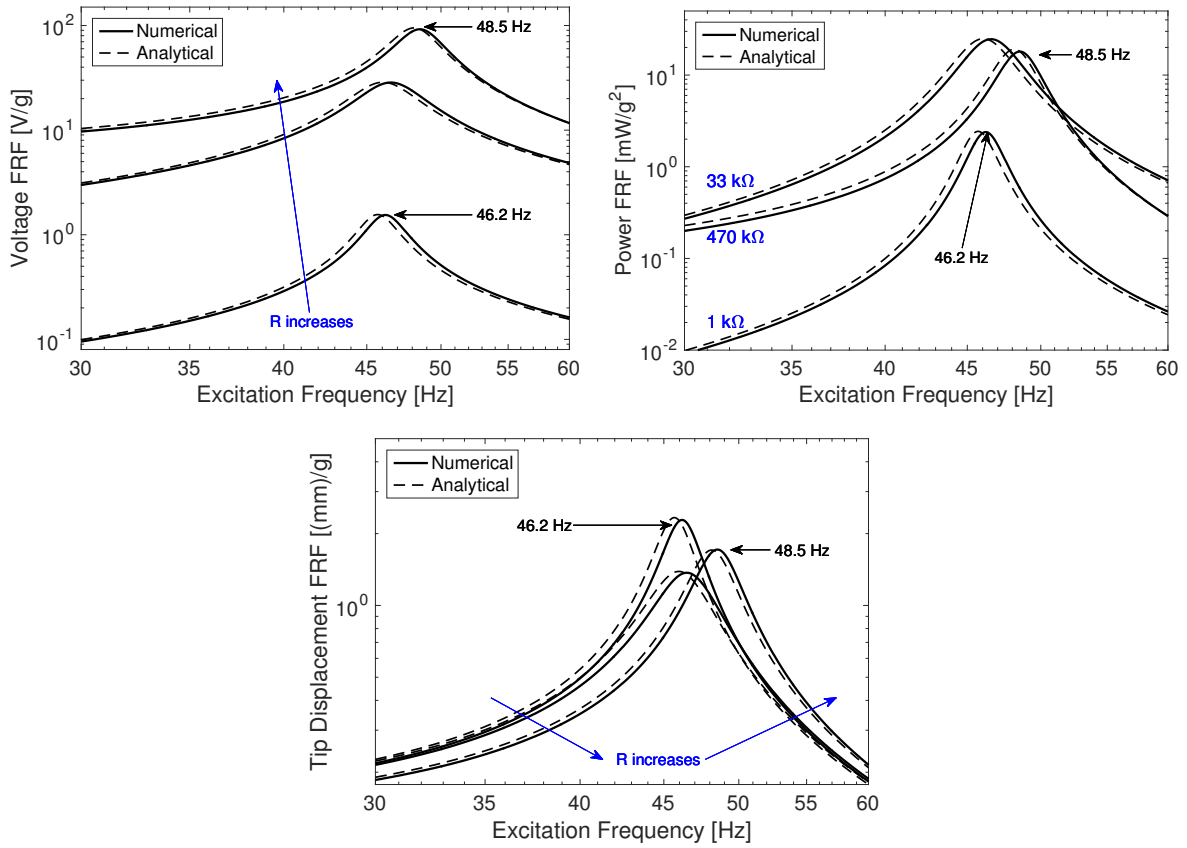 Voltage FRF [V/g]
10^2
10^1
10^0
10^-1
Numerical
Analytical
48.5 Hz
46.2 Hz
R increases
30 40 50 60
Excitation Frequency [Hz]
Power FRF [mW/g^2]
10^1
10^0
10^-1
10^-2
Numerical
Analytical
48.5 Hz
33 kΩ
470 kΩ
46.2 Hz
1 kΩ
30 35 40 45 50 55 60
Excitation Frequency [Hz]
Tip Displacement FRF [(mm)/g]
10^0
Numerical
Analytical
46.2 Hz
48.5 Hz
R increases
30 35 40 45 50 55 60
Excitation Frequency [Hz]